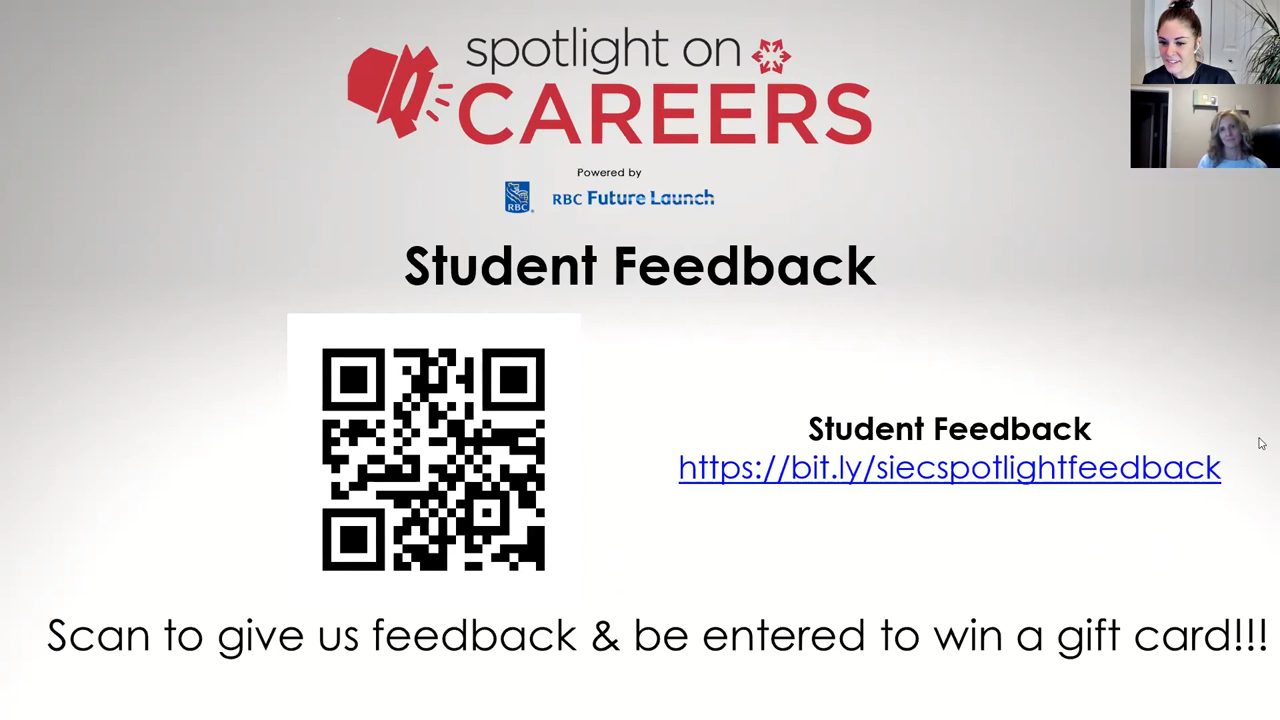 spotlight on
CAREERS
Powered by
RBC
RBC Future Launch
Student Feedback
Student Feedback
https://bit.ly/siecspotlightfeedback
Scan to give us feedback & be entered to win a gift card!!!